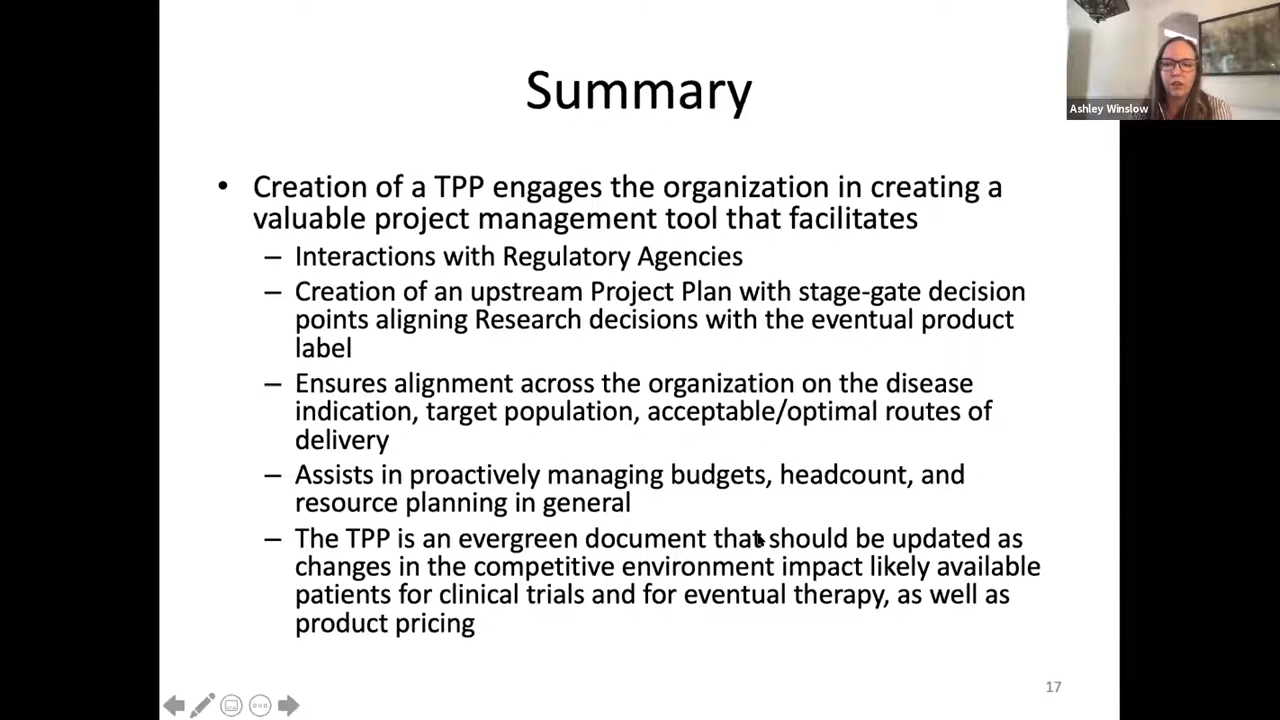 Summary
Ashley Winslow
• Creation of a TPP engages the organization in creating a
valuable project management tool that facilitates
– Interactions with Regulatory Agencies
– Creation of an upstream Project Plan with stage-gate decision
points aligning Research decisions with the eventual product
label
– Ensures alignment across the organization on the disease
indication, target population, acceptable/optimal routes of
delivery
– Assists in proactively managing budgets, headcount, and
resource planning in general
– The TPP is an evergreen document that should be updated as
changes in the competitive environment impact likely available
patients for clinical trials and for eventual therapy, as well as
product pricing
17